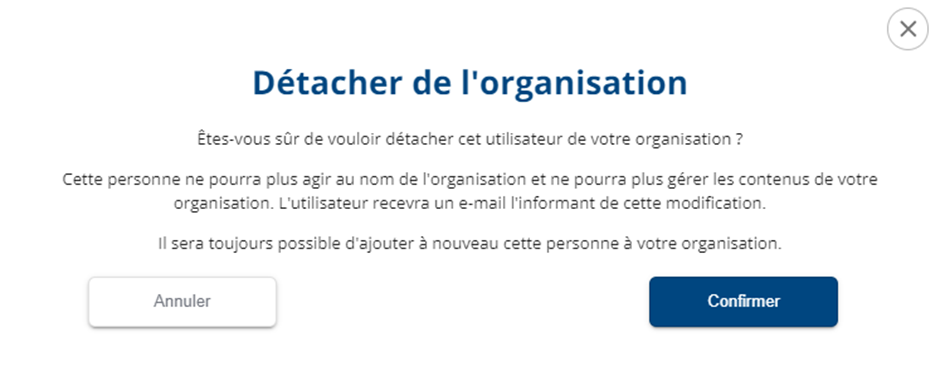 Détacher de l'organisation
Êtes-vous sûr de vouloir détacher cet utilisateur de votre organisation ?
Cette personne ne pourra plus agir au nom de l'organisation et ne pourra plus gérer les contenus de votre
organisation. L'utilisateur recevra un e-mail l'informant de cette modification.
Il sera toujours possible d'ajouter à nouveau cette personne à votre organisation.
Annuler
Confirmer